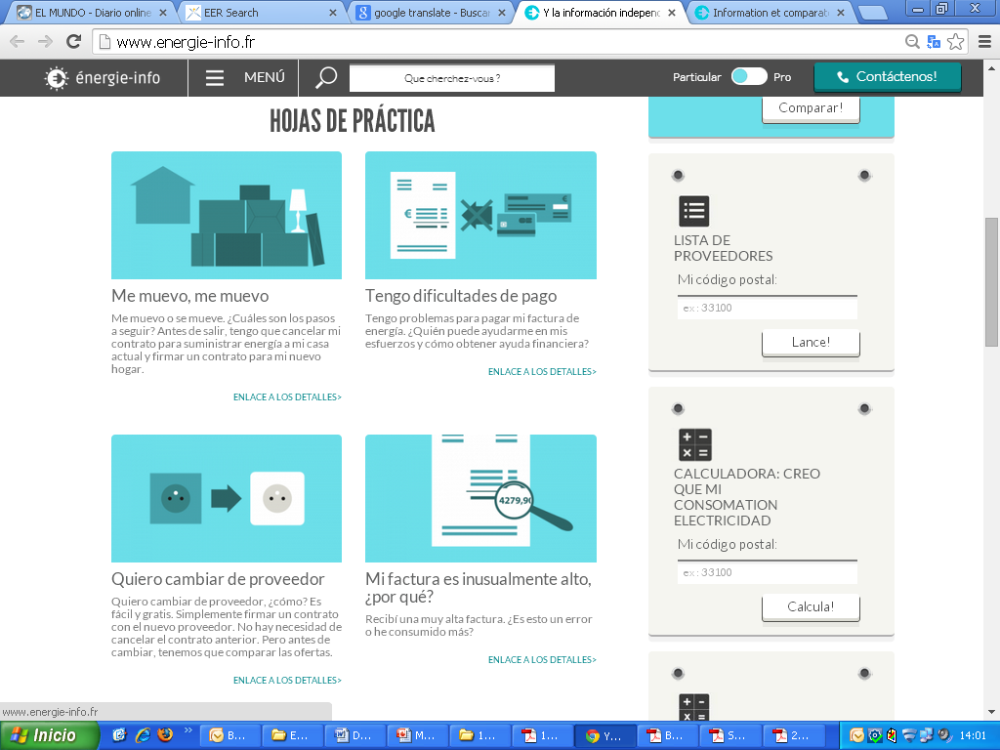 EL MUNDO - Diario online
EER Search
google translate - Busca
Y la información indepen
Information et comparat
www.energie-info.fr
énergie-info
MENÚ
Que cherchez-vous ?
Particular
Pro
Contáctenos!
HOJAS DE PRÁCTICA
Me muevo, me muevo
Me muevo o se mueve. ¿Cuáles son los pasos
a seguir? Antes de salir, tengo que cancelar mi
contrato para suministrar energía a mi casa
actual y firmar un contrato para mi nuevo
hogar.
ENLACE A LOS DETALLES>
€
Tengo dificultades de pago
Tengo problemas para pagar mi factura de
energía. ¿Quién puede ayudarme en mis
esfuerzos y cómo obtener ayuda financiera?
ENLACE A LOS DETALLES>
Quiero cambiar de proveedor
Quiero cambiar de proveedor, ¿cómo? Es
fácil y gratis. Simplemente firmar un contrato
con el nuevo proveedor. No hay necesidad de
cancelar el contrato anterior. Pero antes de
cambiar, tenemos que comparar las ofertas.
ENLACE A LOS DETALLES>
4279,90
Mi factura es inusualmente alto,
¿por qué?
Recibí una muy alta factura. ¿Es esto un error
o he consumido más?
ENLACE A LOS DETALLES>
Comparar!
LISTA DE
PROVEEDORES
Mi código postal:
ex : 33100
Lance!
CALCULADORA: CREO
QUE MI
CONSOMATION
ELECTRICIDAD
Mi código postal:
ex : 33100
Calcula!
www.energie-info.fr
Inicio
B...
E...
D...
M...
1...
1...
Y...
B...
S...
2...
14:01